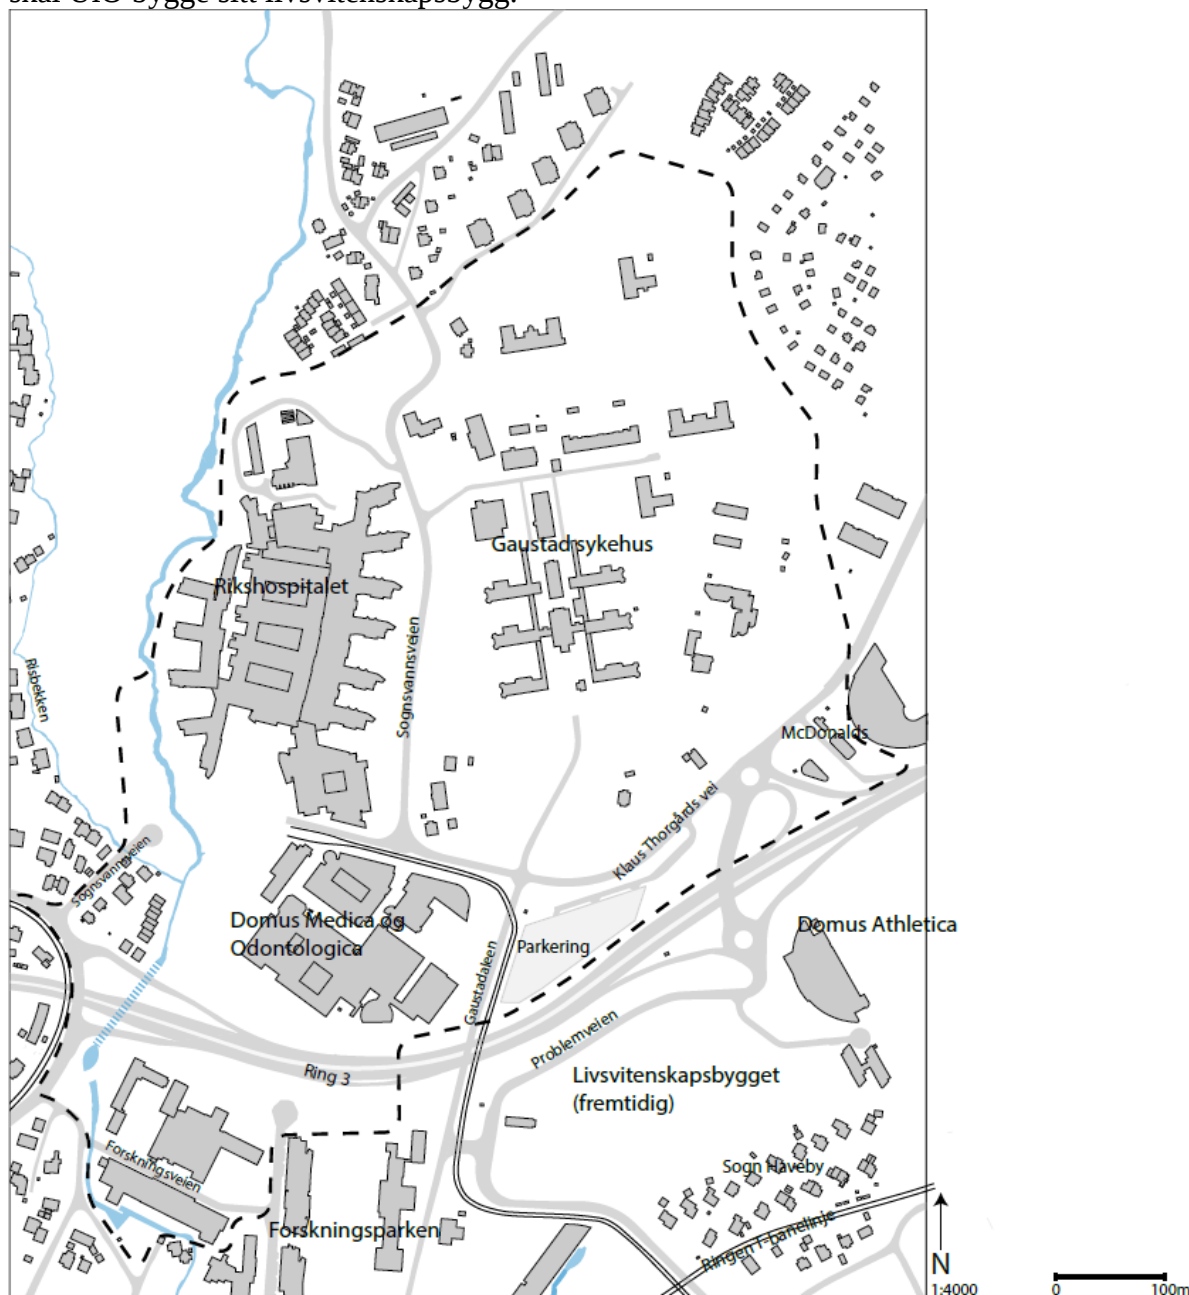 skal UiO bygge sitt livsvitenskapsbygg.
Gaustad sykehus
Rikshospitalet
Sognsvannsveien
Risbekken
McDonalds
Klaus Thorgårds vei
Sognsvannsveien
Domus Medica og
Odontologica
Parkering
Domus Athletica
Gaustadaleen
Problemveien
Ring 3
Livsvitenskapsbygget
(fremtidig)
Forskningsveien
Sogn Haveby
Forskningsparken
Ringen T-banelinje
N
1:4000
0
100m